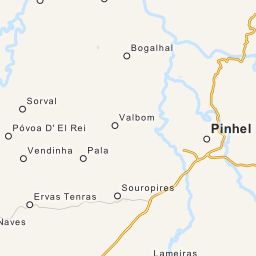 Bogalhal
Sorval
Valbom
Póvoa D' El Rei
Pinhel
Vendinha
Pala
Souropires
Ervas Tenras
Naves
Lameiras